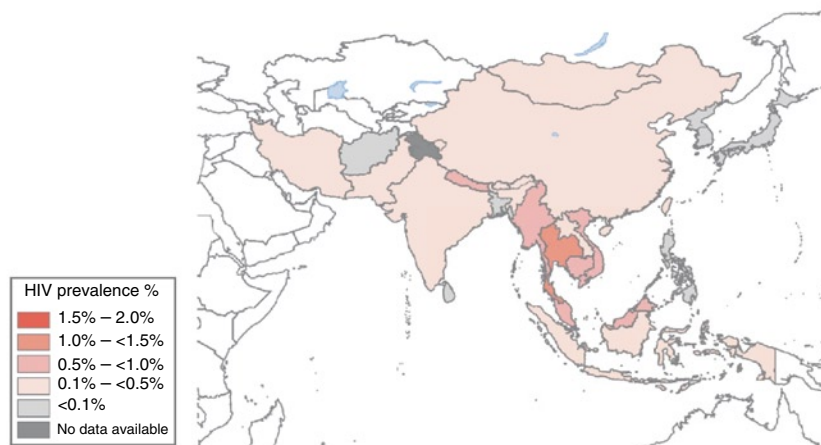 HIV prevalence %
1.5% – 2.0%
1.0% – <1.5%
0.5% – <1.0%
0.1% – <0.5%
<0.1%
No data available